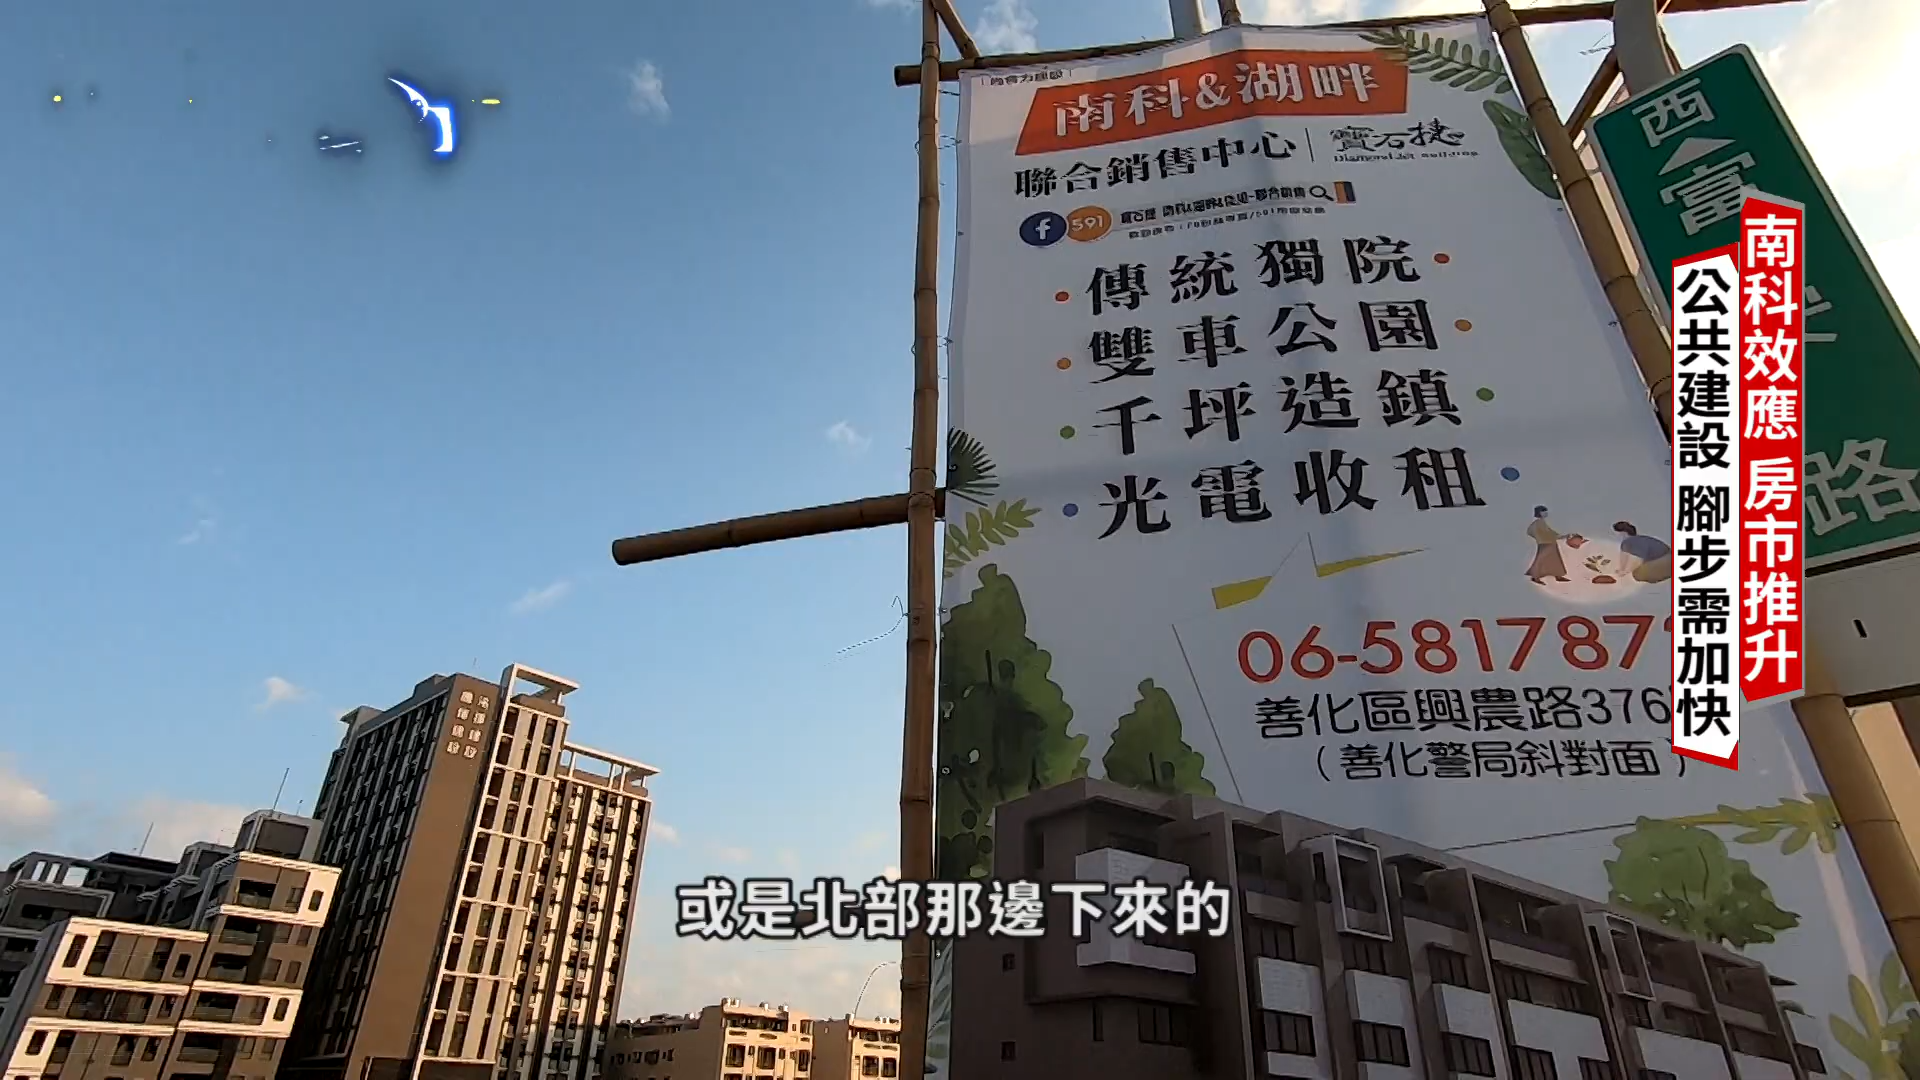 南科&湖畔
聯合銷售中心
寶石捷
Diamond Jet Building
591
傳統獨院
雙車公園
千坪造鎮
光電收租
06-581787
善化區興農路376
（善化警局斜對面）
西
富
路
南科效應 房市推升
公共建設 腳步需加快
或是北部那邊下來的